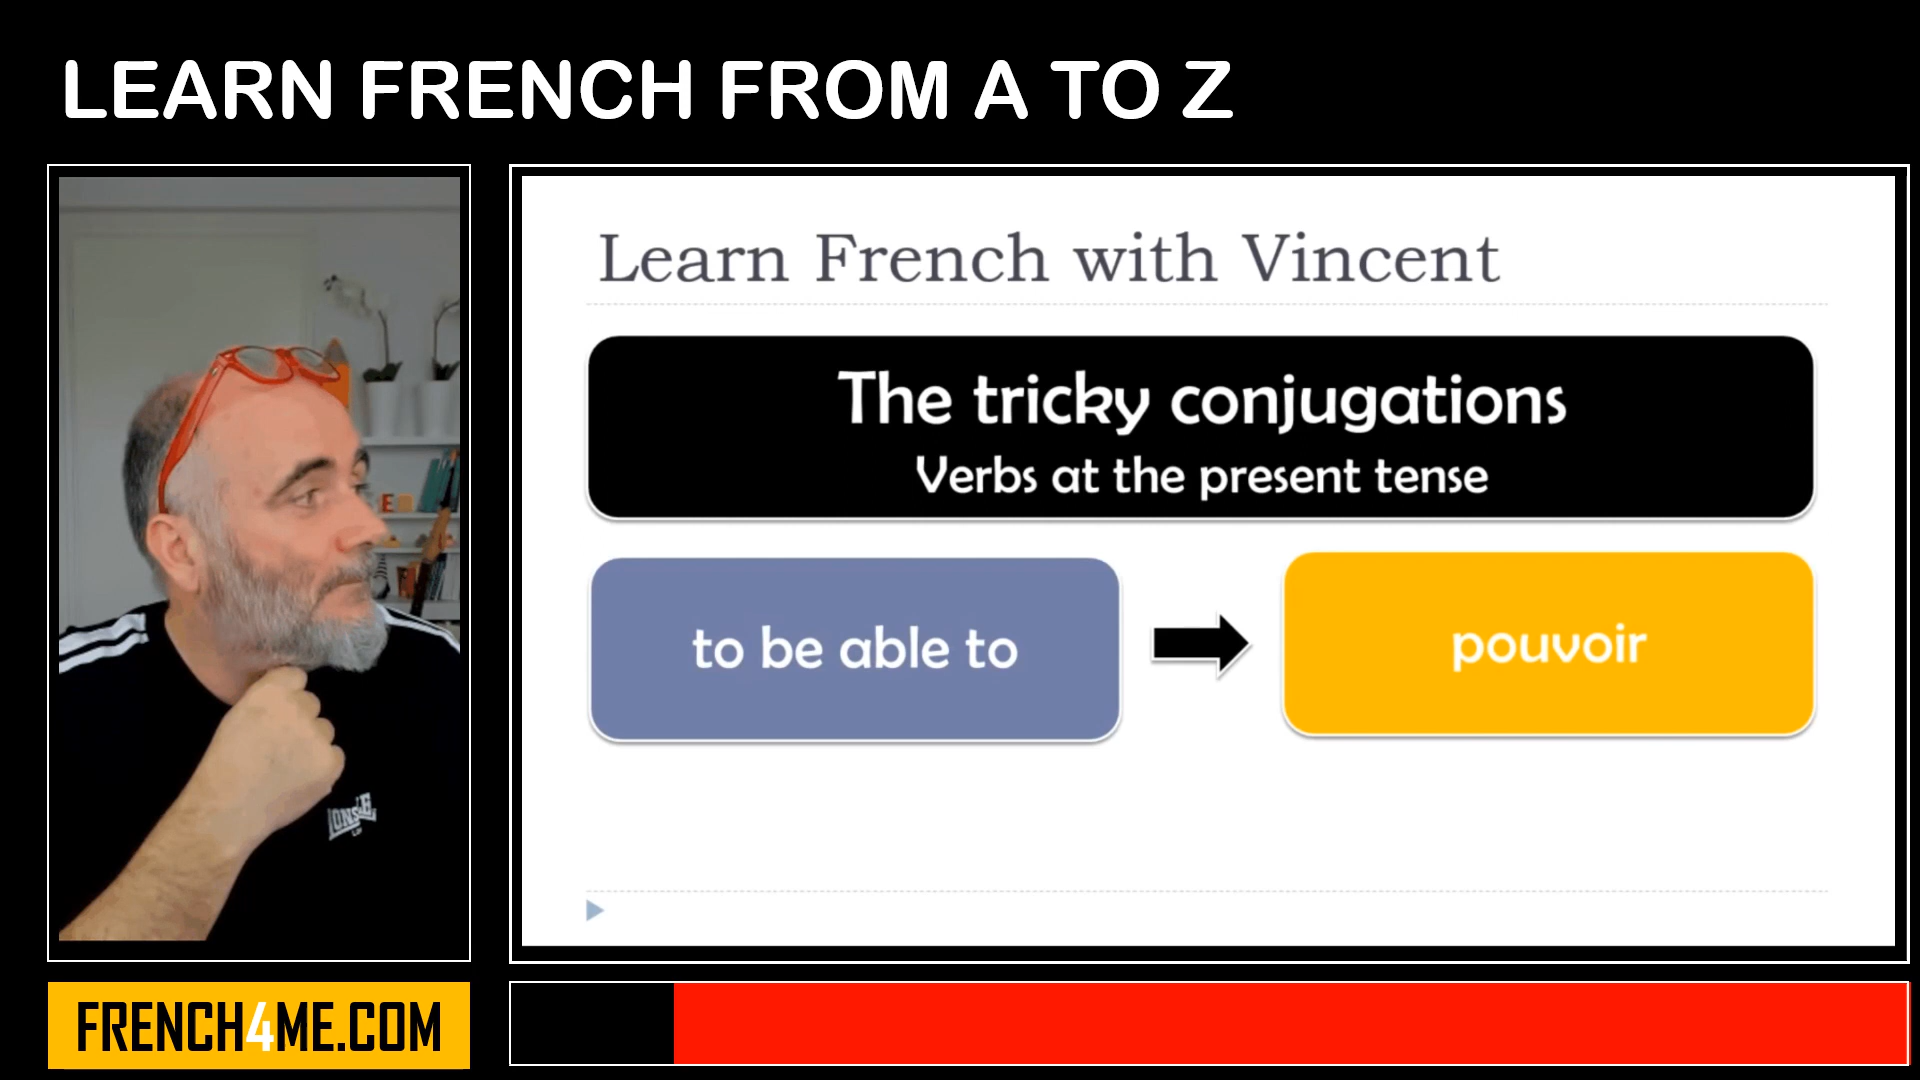 LEARN FRENCH FROM A TO Z
Learn French with Vincent
The tricky conjugations
Verbs at the present tense
to be able to
pouvoir
LONSDALE
FRENCH4ME.COM